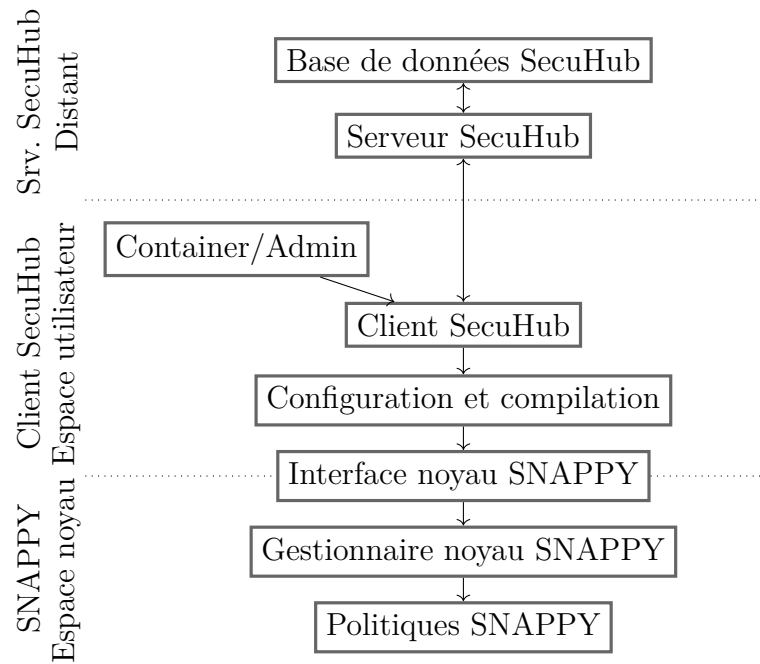 Srv. SecuHub
Distant
Base de données SecuHub
Serveur SecuHub
Client SecuHub
Espace utilisateur
Container/Admin
Client SecuHub
Configuration et compilation
Interface noyau SNAPPY
SNAPPY
Espace noyau
Gestionnaire noyau SNAPPY
Politiques SNAPPY